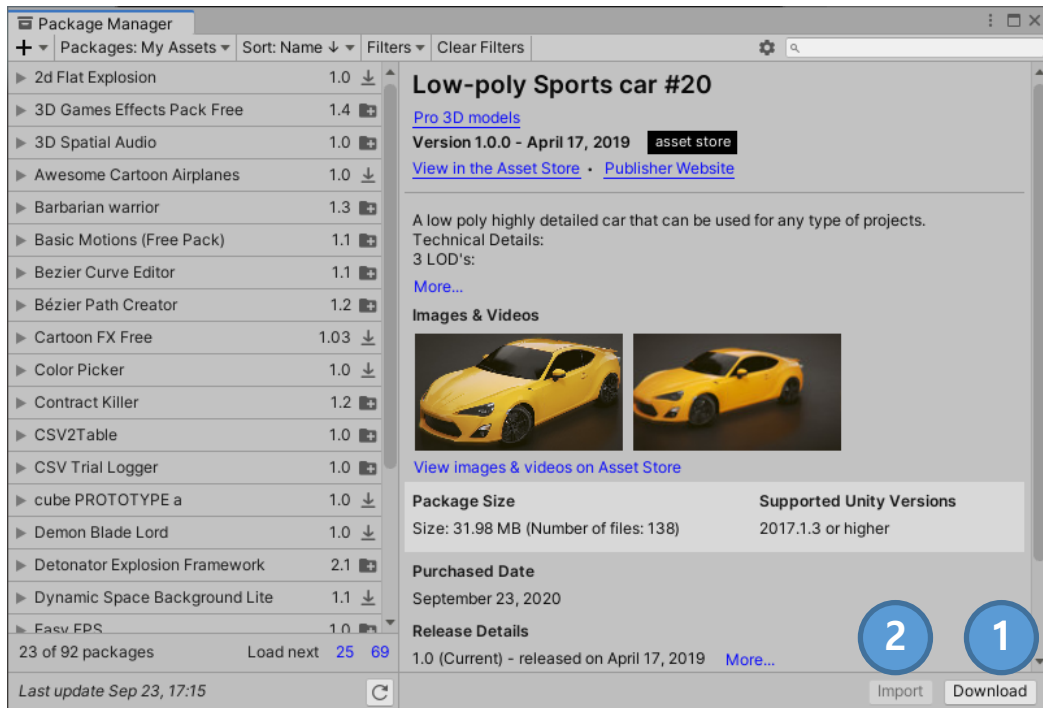 Package Manager
+ Packages: My Assets Sort: Name ↓ Filters Clear Filters
2d Flat Explosion 1.0
3D Games Effects Pack Free 1.4
3D Spatial Audio 1.0
Awesome Cartoon Airplanes 1.0
Barbarian warrior 1.3
Basic Motions (Free Pack) 1.1
Bezier Curve Editor 1.1
Bézier Path Creator 1.2
Cartoon FX Free 1.03
Color Picker 1.0
Contract Killer 1.2
CSV2Table 1.0
CSV Trial Logger 1.0
cube PROTOTYPE a 1.0
Demon Blade Lord 1.0
Detonator Explosion Framework 2.1
Dynamic Space Background Lite 1.1
Easy FPS 1.0
23 of 92 packages Load next 25 69
Last update Sep 23, 17:15
Low-poly Sports car #20
Pro 3D models
Version 1.0.0 - April 17, 2019 asset store
View in the Asset Store • Publisher Website
A low poly highly detailed car that can be used for any type of projects.
Technical Details:
3 LOD's:
More...
Images & Videos
View images & videos on Asset Store
Package Size Supported Unity Versions
Size: 31.98 MB (Number of files: 138) 2017.1.3 or higher
Purchased Date
September 23, 2020
Release Details
1.0 (Current) - released on April 17, 2019 More...
2 1
Import Download